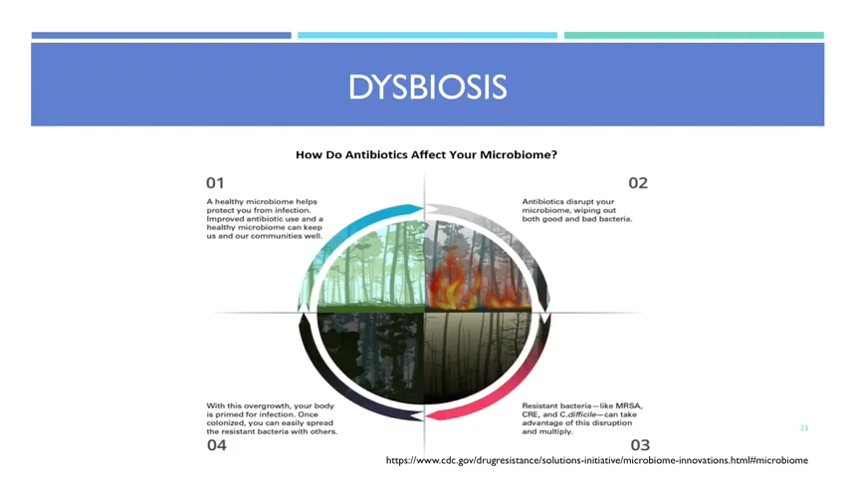 DYSBIOSIS
How Do Antibiotics Affect Your Microbiome?
01
A healthy microbiome helps
protect you from infection.
Improved antibiotic use and a
healthy microbiome can keep
us and our communities well.
02
Antibiotics disrupt your
microbiome, wiping out
both good and bad bacteria.
Resistant bacteria—like MRSA,
CRE, and C.difficile—can take
advantage of this disruption
and multiply.
03
With this overgrowth, your body
is primed for infection. Once
colonized, you can easily spread
the resistant bacteria with others.
04
23
https://www.cdc.gov/drugresistance/solutions-initiative/microbiome-innovations.html#microbiome